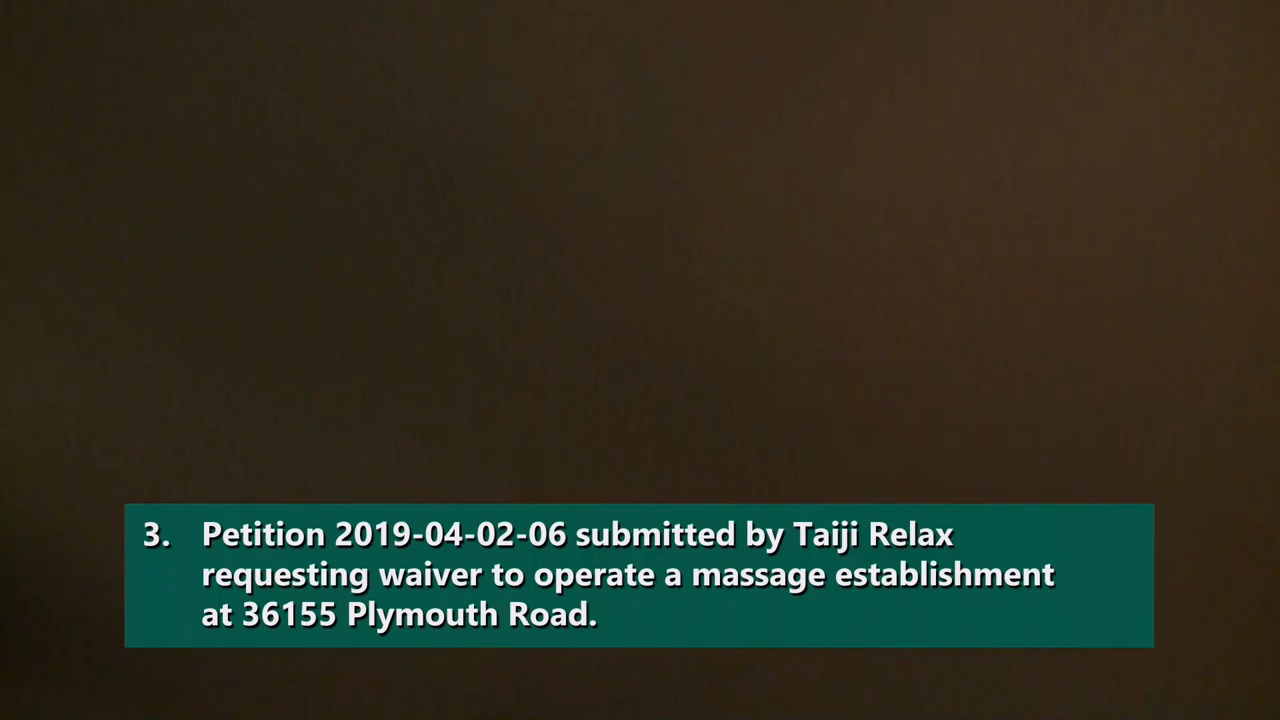 3. Petition 2019-04-02-06 submitted by Taiji Relax
requesting waiver to operate a massage establishment
at 36155 Plymouth Road.